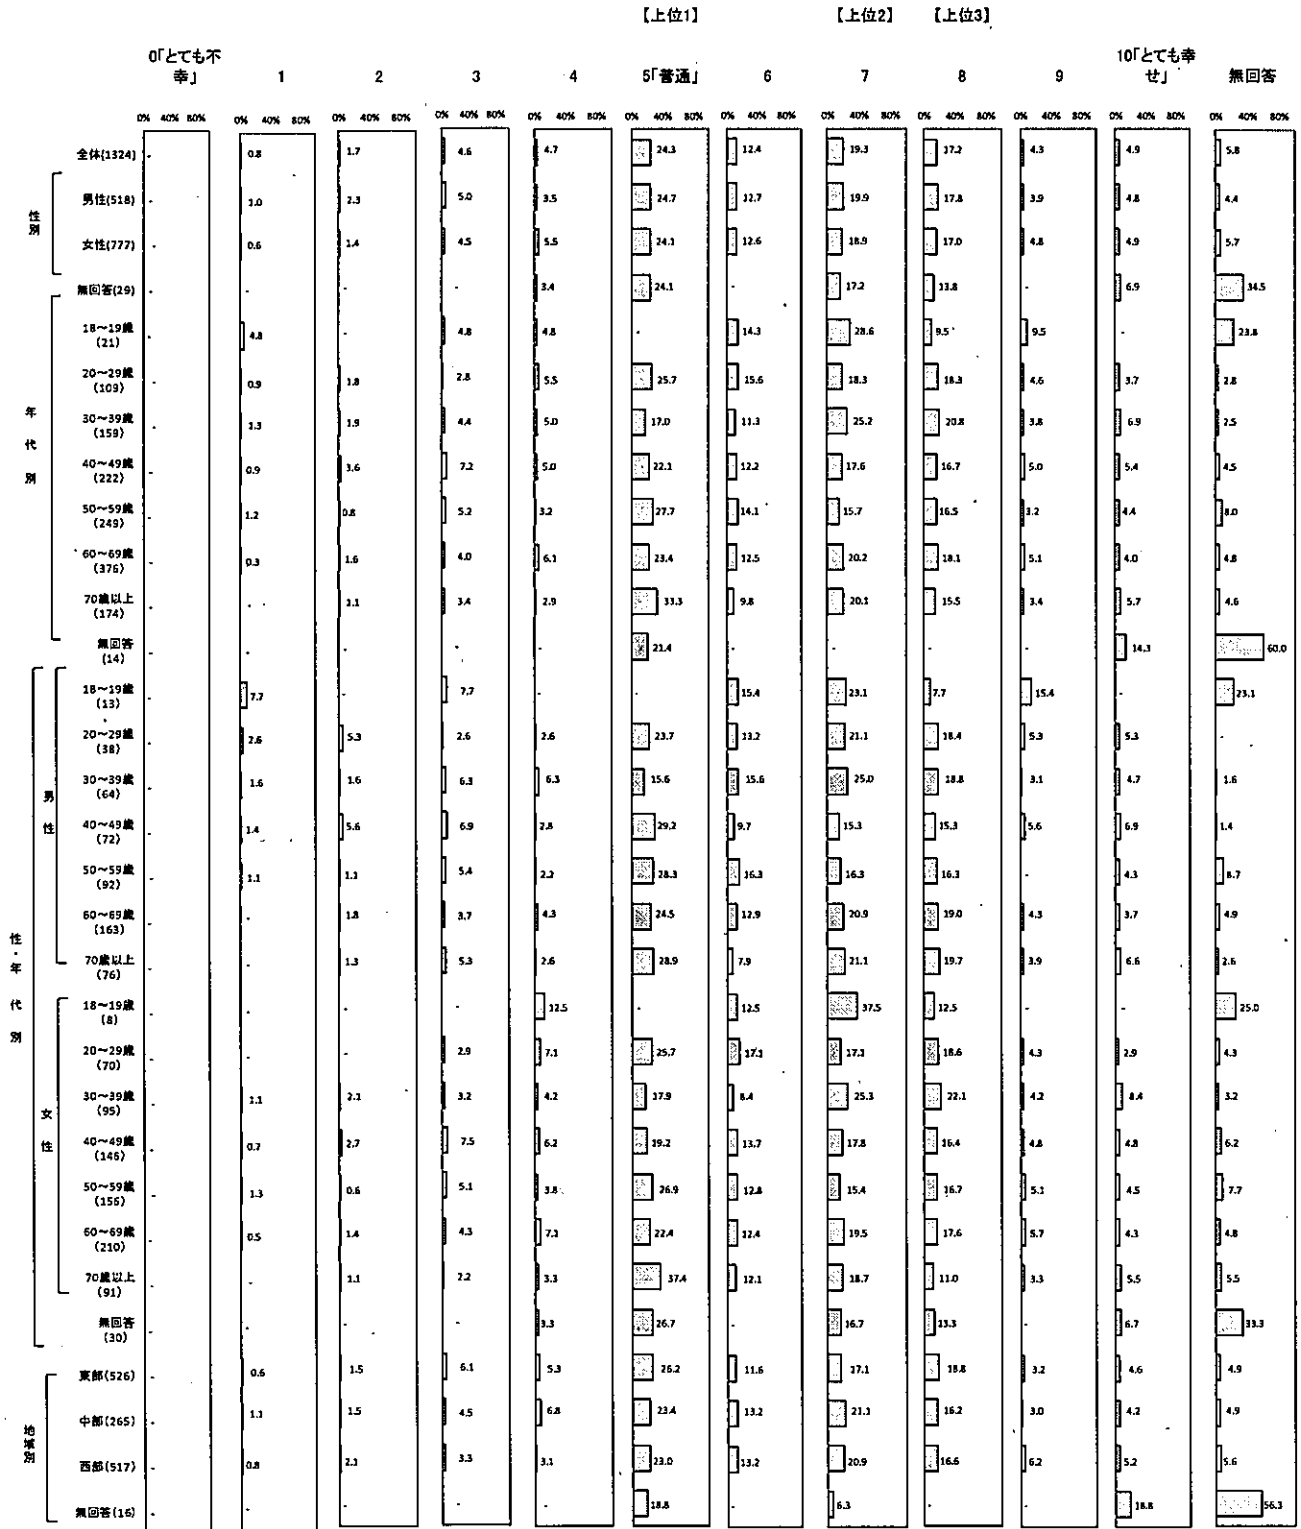 【上位1】 【上位2】 【上位3】
0「とても不幸」 1 2 3 4 5「普通」 6 7 8 9 10「とても幸せ」 無回答
0% 40% 80% 0% 40% 80% 0% 40% 80% 0% 40% 80% 0% 40% 80% 0% 40% 80% 0% 40% 80% 0% 40% 80% 0% 40% 80% 0% 40% 80% 0% 40% 80% 0% 40% 80%
全体(1324) - 0.8 1.7 4.6 4.7 24.3 12.4 19.3 17.2 4.3 4.9 5.8
性別
男性(518) - 1.0 2.3 5.0 3.5 24.7 12.7 19.9 17.8 3.9 4.8 4.4
女性(777) - 0.6 1.4 4.5 5.5 24.1 12.6 18.9 17.0 4.8 4.9 5.7
無回答(29) - - - - 3.4 24.1 - 17.2 13.8 - 6.9 34.5
年代別
18～19歳(21) - 4.8 - 4.8 4.8 - 14.3 28.6 9.5 9.5 - 23.8
20～29歳(109) - 0.9 1.8 2.8 5.5 25.7 15.6 18.3 18.3 4.6 3.7 2.8
30～39歳(159) - 1.3 1.9 4.4 5.0 17.0 11.3 25.2 20.8 3.8 6.9 2.5
40～49歳(222) - 0.9 3.6 7.2 5.0 22.1 12.2 17.6 16.7 5.0 5.4 4.5
50～59歳(249) - 1.2 0.8 5.2 3.2 27.7 14.1 15.7 16.5 3.2 4.4 8.0
60～69歳(376) - 0.3 1.6 4.0 6.1 23.4 12.5 20.2 18.1 5.1 4.0 4.8
70歳以上(174) - - 1.1 3.4 2.9 33.3 9.8 20.1 15.5 3.4 5.7 4.6
無回答(14) - - - - - 21.4 - - - - 14.3 60.0
性・年代別
男性
18～19歳(13) - 7.7 - 7.7 - - 15.4 23.1 7.7 15.4 - 23.1
20～29歳(38) - 2.6 5.3 2.6 2.6 23.7 13.2 21.1 18.4 5.3 5.3 -
30～39歳(64) - 1.6 1.6 6.3 6.3 15.6 15.6 25.0 18.8 3.1 4.7 1.6
40～49歳(72) - 1.4 5.6 6.9 2.8 29.2 9.7 15.3 15.3 5.6 6.9 1.4
50～59歳(92) - 1.1 1.1 5.4 2.2 28.3 16.3 16.3 16.3 - 4.3 8.7
60～69歳(163) - - 1.8 3.7 4.3 24.5 12.9 20.9 19.0 4.3 3.7 4.9
70歳以上(76) - - 1.3 5.3 2.6 28.9 7.9 21.1 19.7 3.9 6.6 2.6
女性
18～19歳(8) - - - - 12.5 - 12.5 37.5 12.5 - - 25.0
20～29歳(70) - - - 2.9 7.1 25.7 17.1 17.1 18.6 4.3 2.9 4.3
30～39歳(95) - 1.1 2.1 3.2 4.2 17.9 8.4 25.3 22.1 4.2 8.4 3.2
40～49歳(146) - 0.7 2.7 7.5 6.2 19.2 13.7 17.8 16.4 4.8 4.8 6.2
50～59歳(156) - 1.3 0.6 5.1 3.8 26.9 12.8 15.4 16.7 5.1 4.5 7.7
60～69歳(210) - 0.5 1.4 4.3 7.1 22.4 12.4 19.5 17.6 5.7 4.3 4.8
70歳以上(91) - - 1.1 2.2 3.3 37.4 12.1 18.7 11.0 3.3 5.5 5.5
無回答(30) - - - - 3.3 26.7 - 16.7 13.3 - 6.7 33.3
地域別
東部(526) - 0.6 1.5 6.1 5.3 26.2 11.6 17.1 18.8 3.2 4.6 4.9
中部(265) - 1.1 1.5 4.5 6.8 23.4 13.2 21.1 16.2 3.0 4.2 4.9
西部(517) - 0.8 2.1 3.3 3.1 23.0 13.2 20.9 16.6 6.2 5.2 5.6
無回答(16) - - - - - 18.8 - 6.3 - - 18.8 56.3